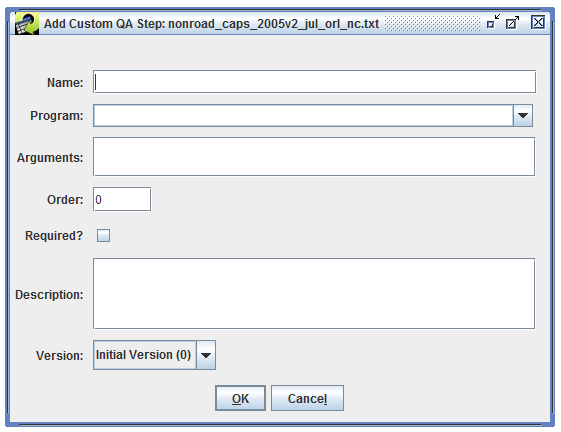 Add Custom QA Step: nonroad_caps_2005v2_jul_orl_nc.txt
Name:
Program:
Arguments:
Order: 0
Required?
Description:
Version: Initial Version (0)
OK Cancel